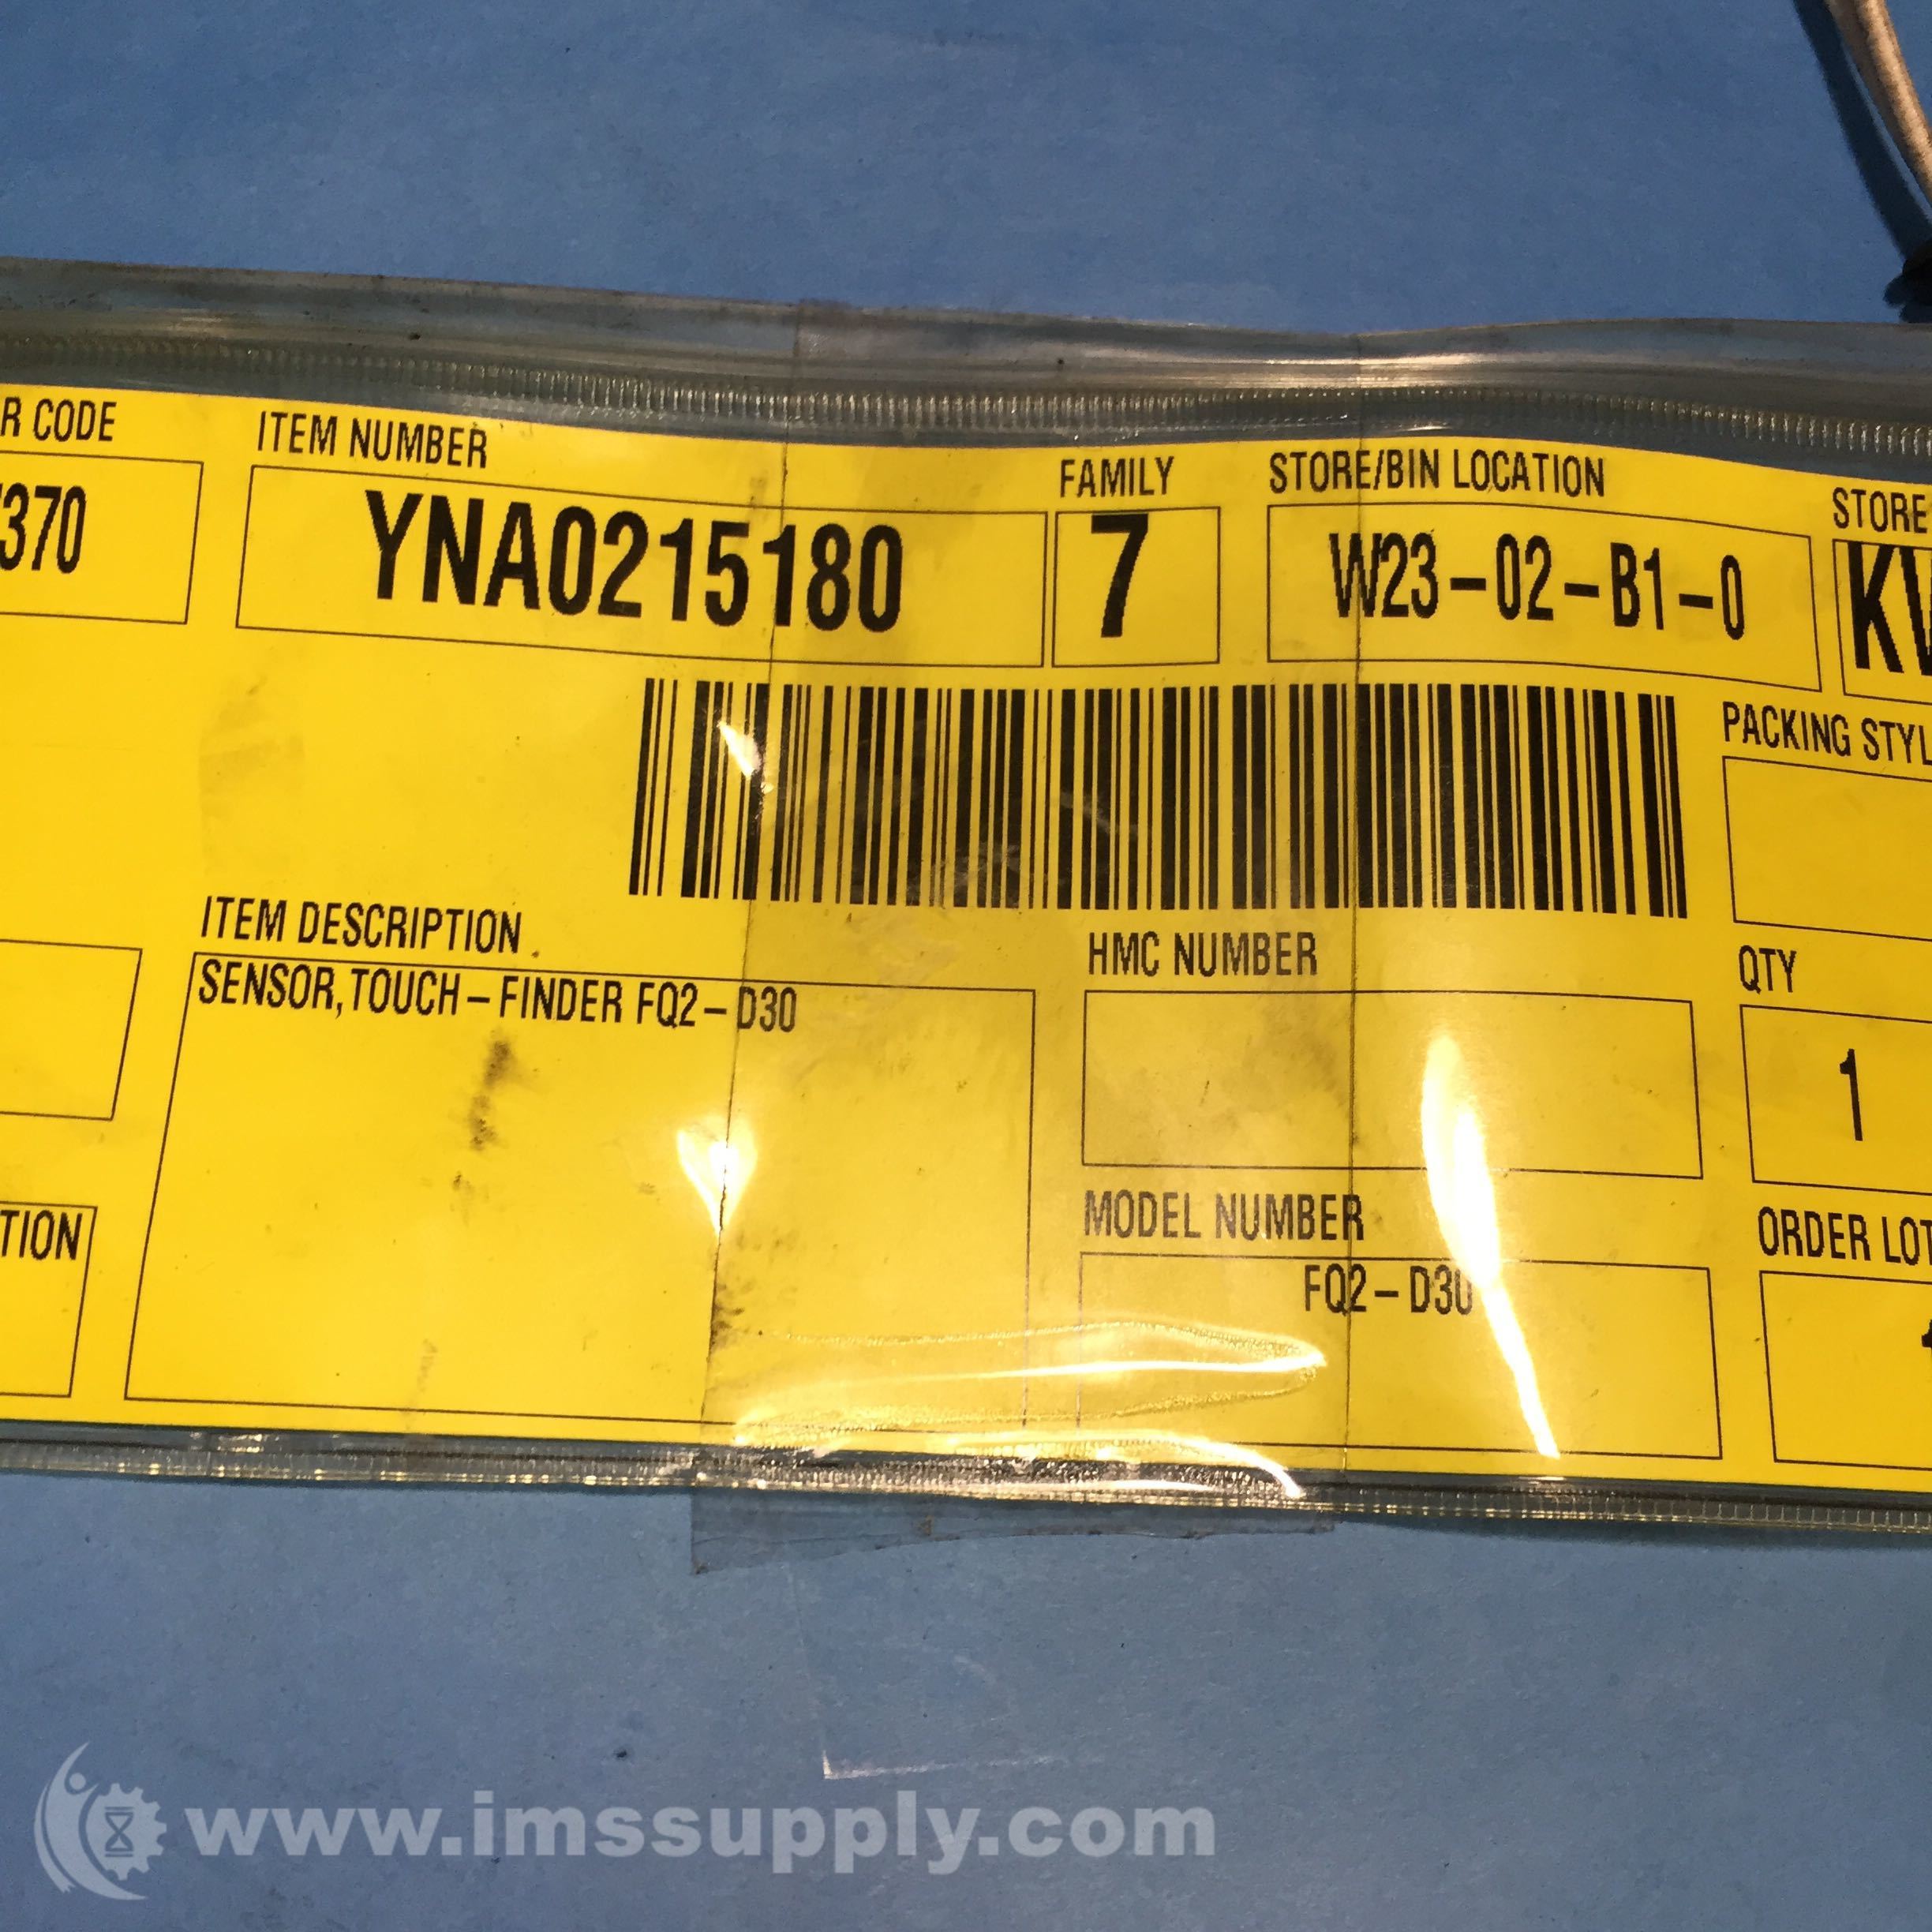 R CODE
ITEM NUMBER
FAMILY
STORE/BIN LOCATION
STORE
370
YNA0215180
7
W23-02-B1-0
PACKING STYL
ITEM DESCRIPTION
SENSOR,TOUCH-FINDER FQ2-D30
HMC NUMBER
QTY
1
TION
MODEL NUMBER
FQ2-D30
ORDER LOT
www.imssupply.com